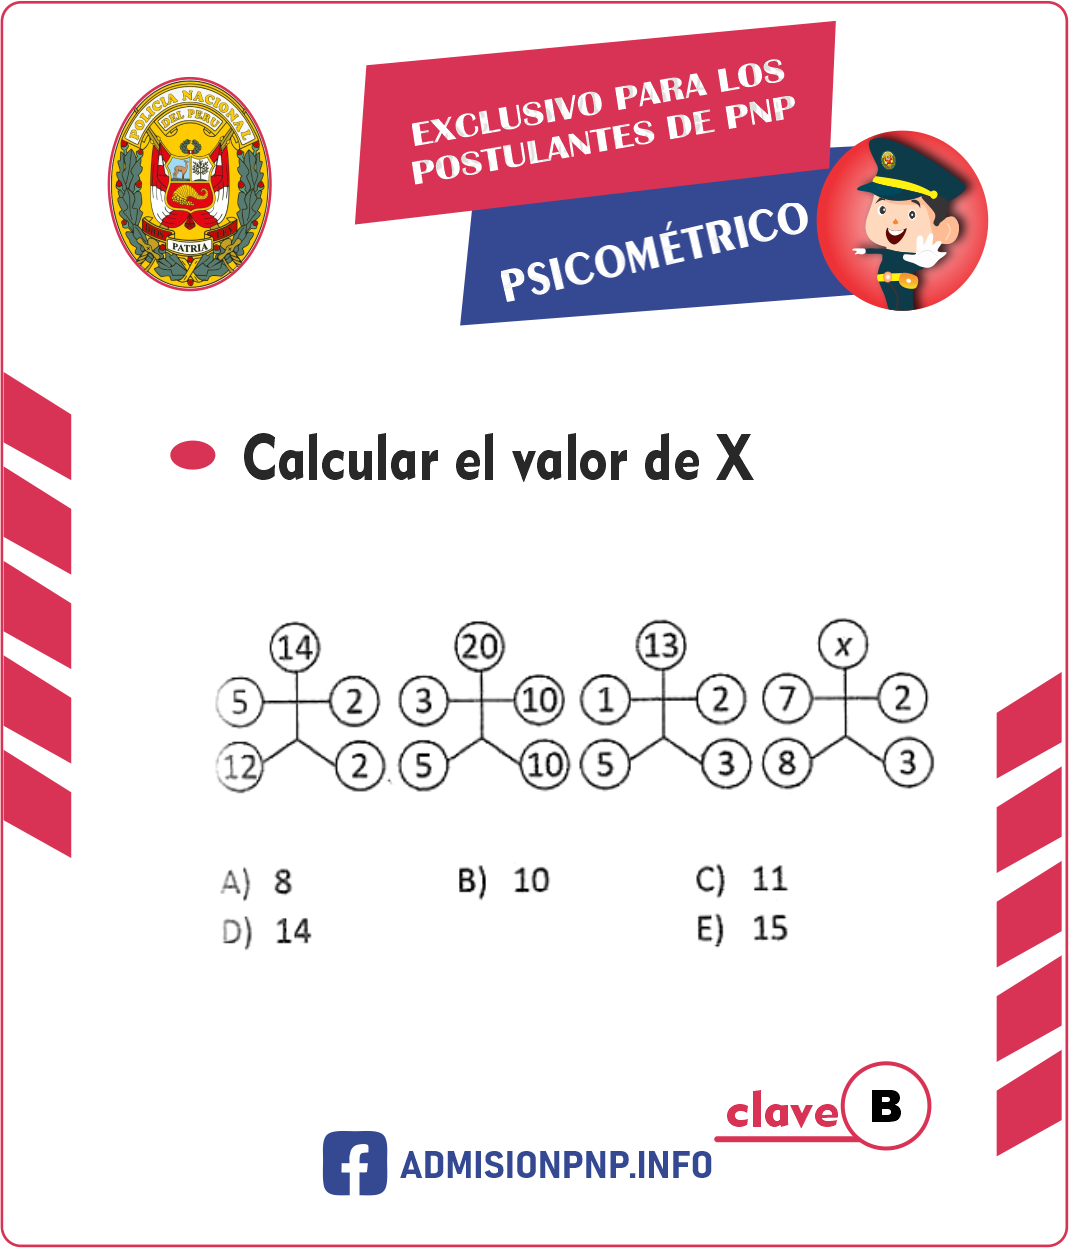 POLICIA NACIONAL
DEL PERU
DIOS PATRIA LEY
EXCLUSIVO PARA LOS
POSTULANTES DE PNP
PSICOMÉTRICO
Calcular el valor de X
14 20 13 x
5 2 3 10 1 2 7 2
12 2 5 10 5 3 8 3
A) 8 B) 10 C) 11
D) 14 E) 15
clave B
ADMISIONPNP.INFO